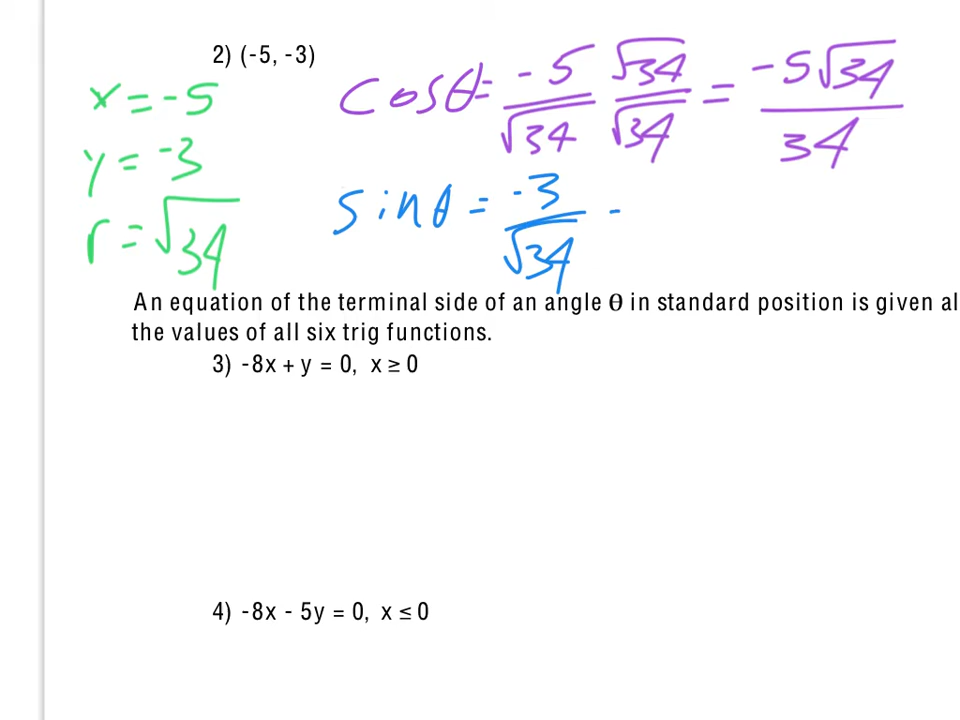 2) (-5, -3)
x = -5
y = -3
r = √34
cosθ = -5/√34 √34/√34 = -5√34/34
sinθ = -3/√34 =
An equation of the terminal side of an angle θ in standard position is given al
the values of all six trig functions.
3) -8x + y = 0, x ≥ 0
4) -8x - 5y = 0, x ≤ 0